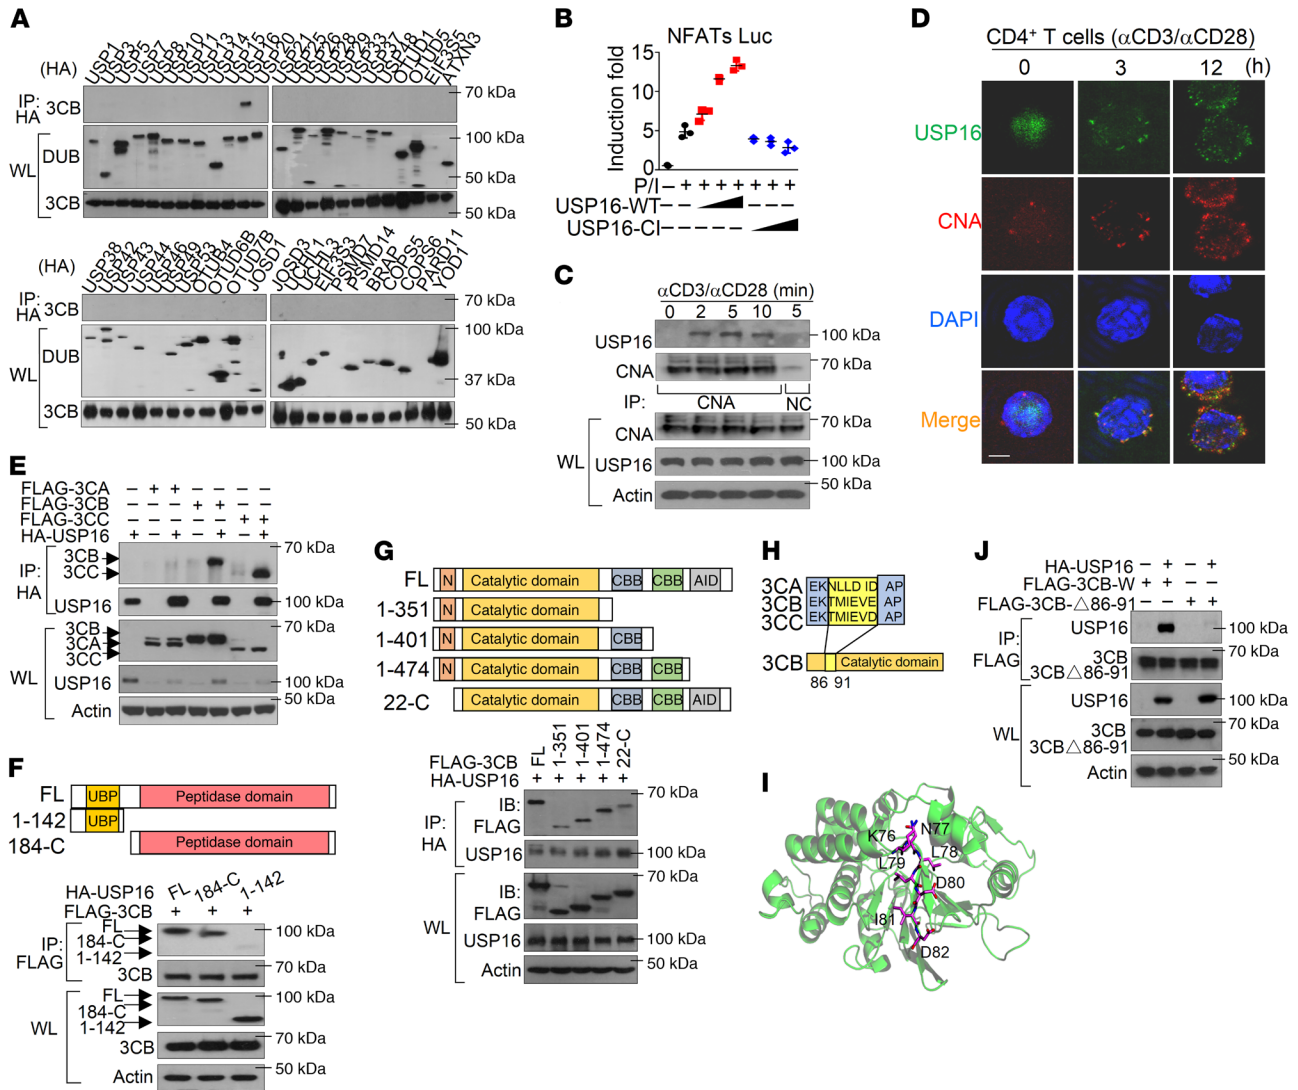 A
(HA)
USP1
USP3
USP5
USP7
USP8
USP10
USP11
USP13
USP14
USP15
USP16
USP20
USP21
USP25
USP26
USP28
USP29
USP33
USP37
USP48
OTUD1
OTUD5
EIF3S5
ATXN3
IP:
HA
3CB
70 kDa
WL
DUB
100 kDa
50 kDa
3CB
50 kDa
(HA)
USP38
USP42
USP43
USP44
USP46
USP49
USP53
OTUB4
OTUD6B
OTUD7B
JOSD1
JOSD3
UCHL1
UCHL3
EIF3S3
PSMD7
PSMD14
BRAP
COPS5
COPS6
PARD11
YOD1
IP:
HA
3CB
70 kDa
WL
DUB
100 kDa
37 kDa
3CB
50 kDa
B
NFATs Luc
Induction fold
15
10
5
0
P/I – + + + + + + +
USP16-WT – – – – –
USP16-CI – – – – –
C
αCD3/αCD28 (min)
0 2 5 10 5
USP16
100 kDa
CNA
70 kDa
IP: CNA NC
WL
CNA
70 kDa
USP16
100 kDa
Actin
50 kDa
D
CD4+ T cells (αCD3/αCD28)
0 3 12 (h)
USP16
CNA
DAPI
Merge
E
FLAG-3CA – + + – – – –
FLAG-3CB – – – + + – –
FLAG-3CC – – – – – + +
HA-USP16 + – + – + – +
IP:
HA
3CB
3CC
70 kDa
USP16
100 kDa
WL
3CB
3CA
3CC
70 kDa
USP16
100 kDa
Actin
50 kDa
F
FL UBP Peptidase domain
1-142 UBP
184-C Peptidase domain
HA-USP16 FL 184-C 1-142
FLAG-3CB + + +
IP:
FLAG
FL
184-C
1-142
100 kDa
3CB
70 kDa
WL
FL
184-C
1-142
100 kDa
3CB
70 kDa
Actin
50 kDa
G
FL N Catalytic domain CBB CBB AID
1-351 N Catalytic domain
1-401 N Catalytic domain CBB
1-474 N Catalytic domain CBB CBB
22-C Catalytic domain CBB CBB AID
FLAG-3CB FL 1-351 1-401 1-474 22-C
HA-USP16 + + + + +
IP:
HA
IB:
FLAG
70 kDa
USP16
100 kDa
WL
IB:
FLAG
70 kDa
USP16
100 kDa
Actin
50 kDa
H
3CA EK NLLD ID AP
3CB EK TMIEVE AP
3CC EK TMIEVD AP
3CB Catalytic domain
86 91
I
K76
N77
L78
L79
D80
I81
D82
J
HA-USP16 – + – +
FLAG-3CB-W + + – –
FLAG-3CB-△86-91 – – + +
IP:
FLAG
USP16
100 kDa
3CB
3CB△86-91
70 kDa
WL
USP16
100 kDa
3CB
3CB△86-91
70 kDa
Actin
50 kDa